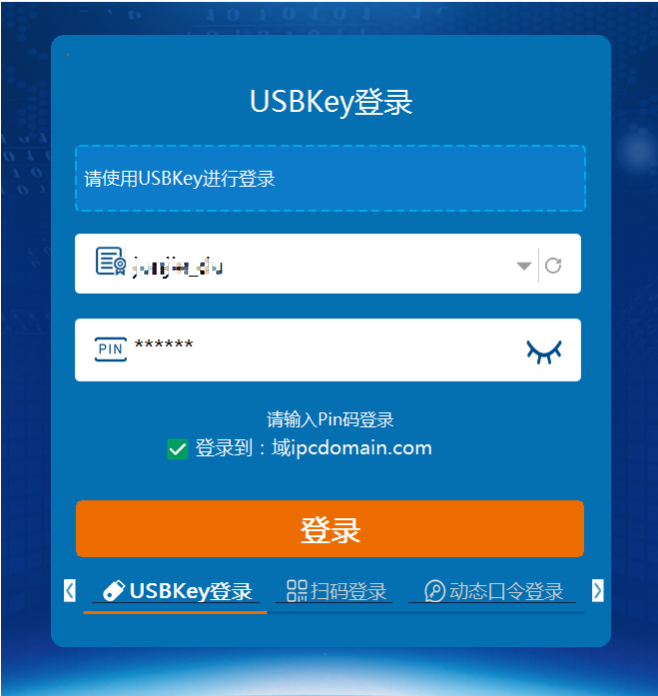 USBKey登录
请使用USBKey进行登录
PIN ******
请输入Pin码登录
登录到：域ipcdomain.com
登录
USBKey登录 扫码登录 动态口令登录